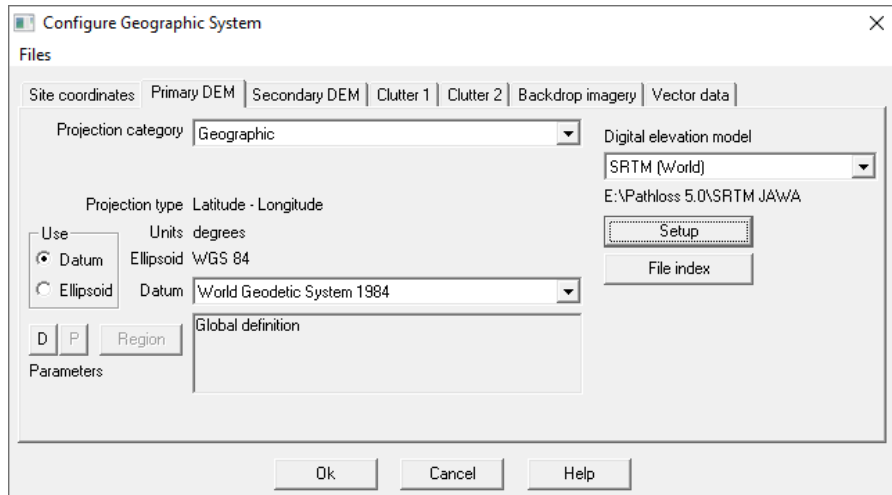 Configure Geographic System
Files
Site coordinates Primary DEM Secondary DEM Clutter 1 Clutter 2 Backdrop imagery Vector data
Projection category Geographic
Digital elevation model
SRTM (World)
E:\Pathloss 5.0\SRTM JAWA
Projection type Latitude - Longitude
Use Units degrees Setup
Datum Ellipsoid WGS 84
File index
Ellipsoid Datum World Geodetic System 1984
Global definition
D P Region
Parameters
Ok Cancel Help